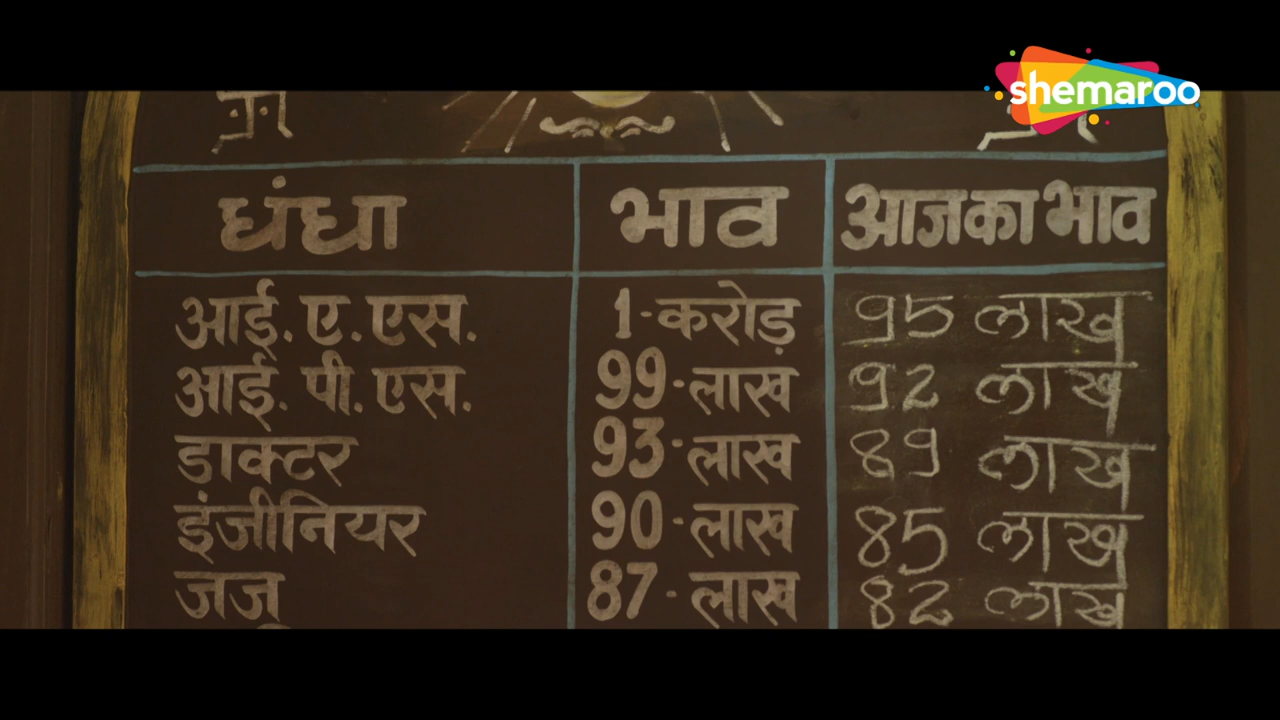 shemaroo
धंधा भाव आजका भाव
आई. ए. एस. 1-करोड़ 95 लाख
आई. पी. एस. 99-लाख 92 लाख
डाक्टर 93-लाख 89 लाख
इंजीनियर 90-लाख 85 लाख
जज 87-लाख 82 लाख